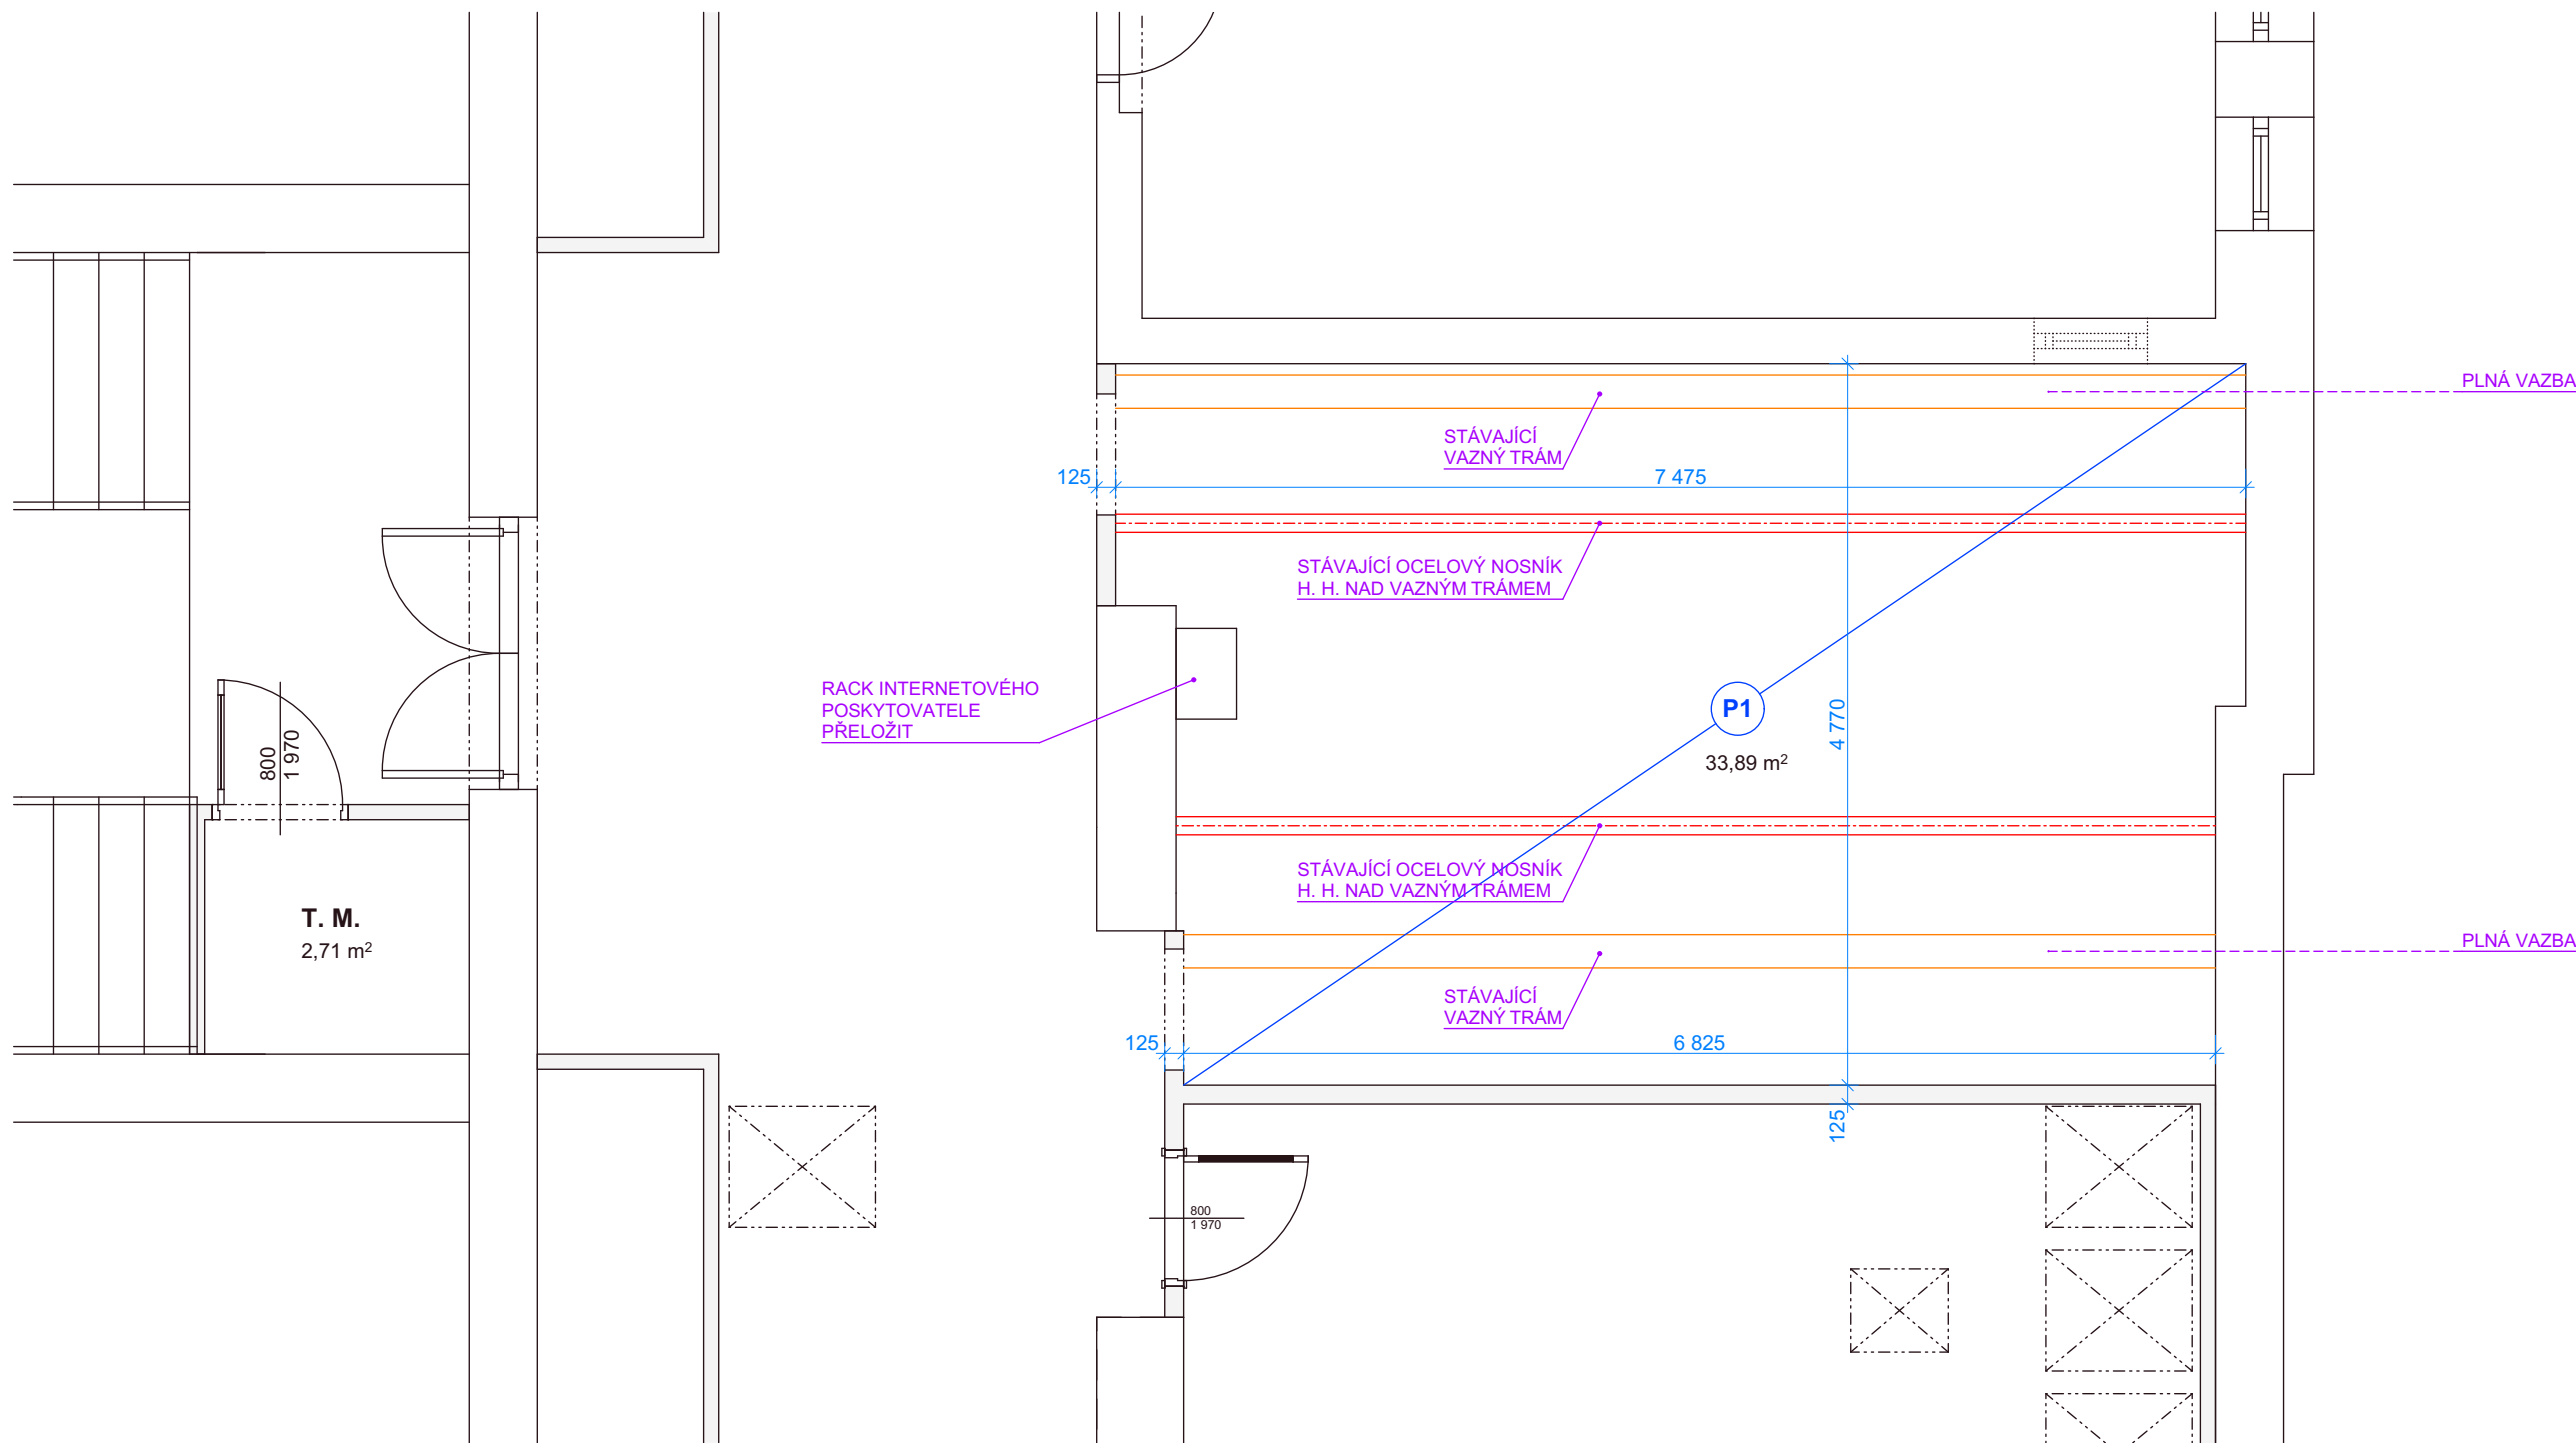 PLNÁ VAZBA
STÁVAJÍCÍ
VAZNÝ TRÁM
125
7 475
STÁVAJÍCÍ OCELOVÝ NOSNÍK
H. H. NAD VAZNÝM TRÁMEM
RACK INTERNETOVÉHO
POSKYTOVATELE
PŘELOŽIT
P1
33,89 m²
4 770
800
1 970
STÁVAJÍCÍ OCELOVÝ NOSNÍK
H. H. NAD VAZNÝM TRÁMEM
T. M.
2,71 m²
PLNÁ VAZBA
STÁVAJÍCÍ
VAZNÝ TRÁM
125
6 825
125
800
1 970